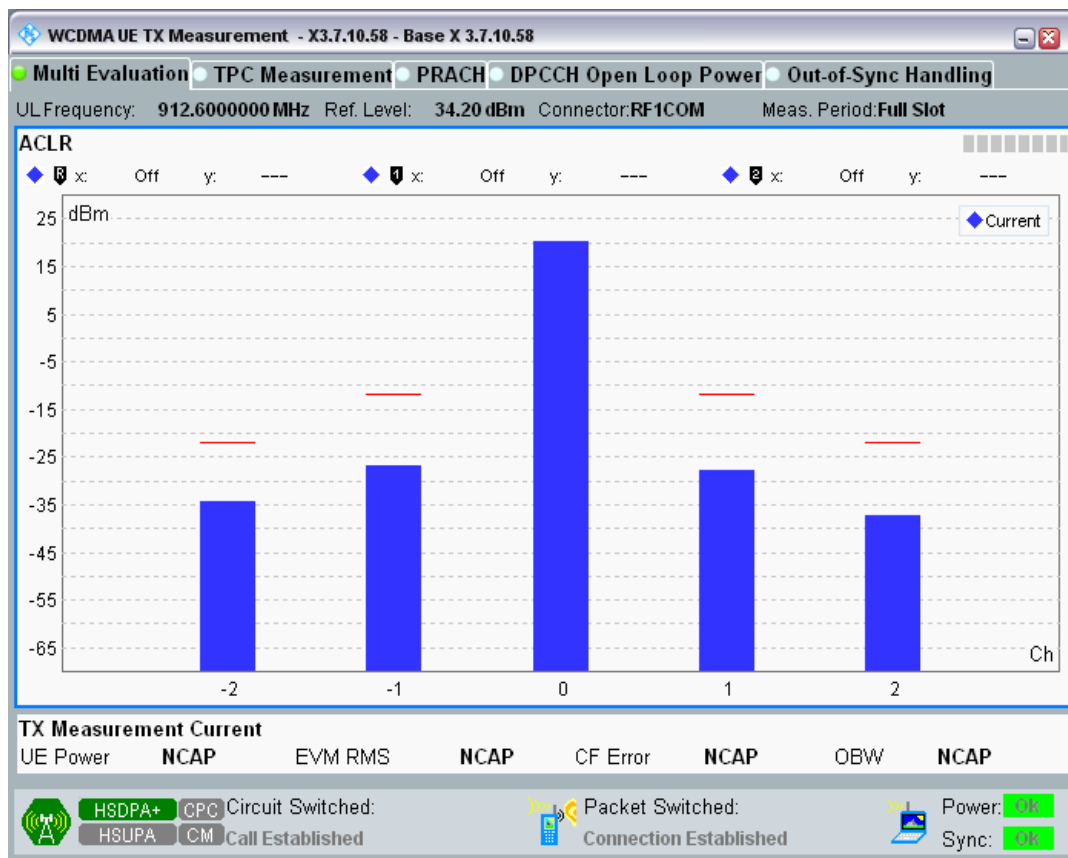 WCDMA UE TX Measurement - X3.7.10.58 - Base X 3.7.10.58
Multi Evaluation TPC Measurement PRACH DPCCH Open Loop Power Out-of-Sync Handling
UL Frequency: 912.6000000 MHz Ref. Level: 34.20 dBm Connector:RF1COM Meas. Period:Full Slot
ACLR
R x: Off y: --- 1 x: Off y: --- 2 x: Off y: ---
dBm
Current
25
15
5
-5
-15
-25
-35
-45
-55
-65
Ch
-2 -1 0 1 2
TX Measurement Current
UE Power NCAP EVM RMS NCAP CF Error NCAP OBW NCAP
HSDPA+ CPC Circuit Switched: Packet Switched: Power: OK
HSUPA CM Call Established Connection Established Sync: OK